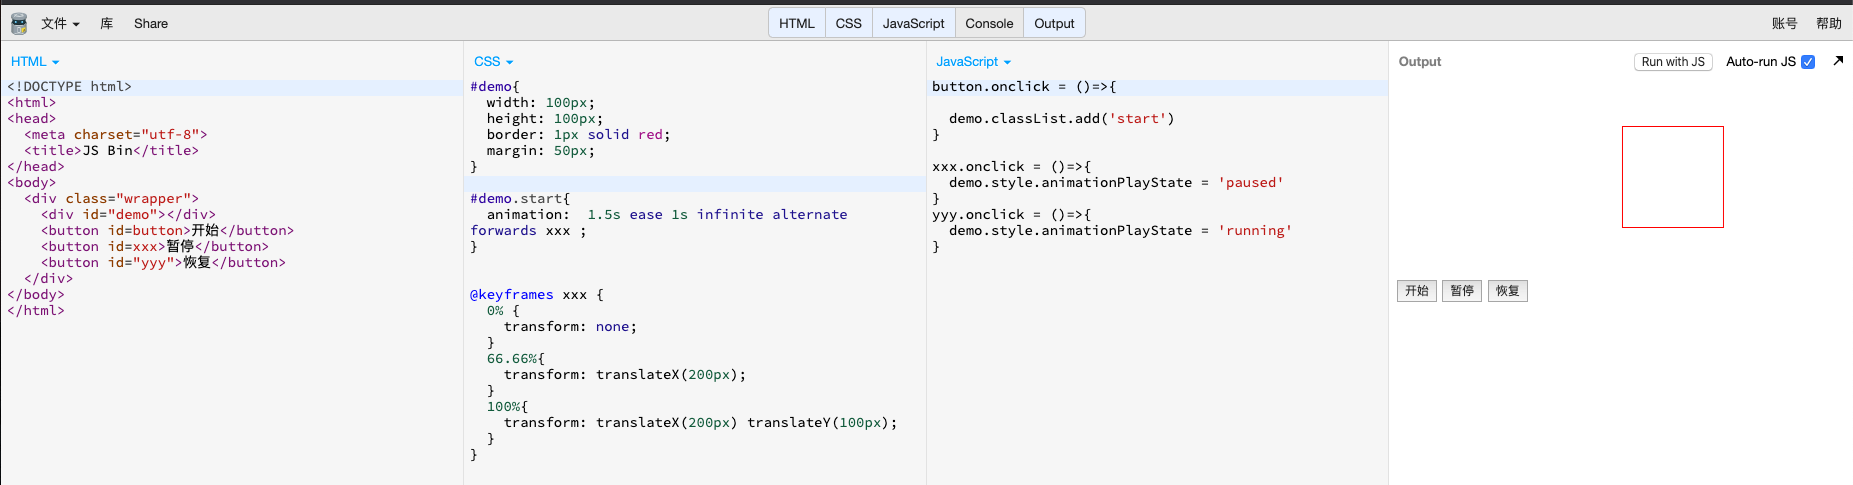 文件 库 Share HTML CSS JavaScript Console Output 账号 帮助
HTML
<!DOCTYPE html>
<html>
<head>
  <meta charset="utf-8">
  <title>JS Bin</title>
</head>
<body>
  <div class="wrapper">
    <div id="demo"></div>
    <button id=button>开始</button>
    <button id=xxx>暂停</button>
    <button id="yyy">恢复</button>
  </div>
</body>
</html>
CSS
#demo{
  width: 100px;
  height: 100px;
  border: 1px solid red;
  margin: 50px;
}
#demo.start{
  animation:  1.5s ease 1s infinite alternate
forwards xxx ;
}
@keyframes xxx {
  0% {
    transform: none;
  }
  66.66%{
    transform: translateX(200px);
  }
  100%{
    transform: translateX(200px) translateY(100px);
  }
}
JavaScript
button.onclick = ()=>{
  demo.classList.add('start')
}
xxx.onclick = ()=>{
  demo.style.animationPlayState = 'paused'
}
yyy.onclick = ()=>{
  demo.style.animationPlayState = 'running'
}
Output Run with JS Auto-run JS
开始 暂停 恢复